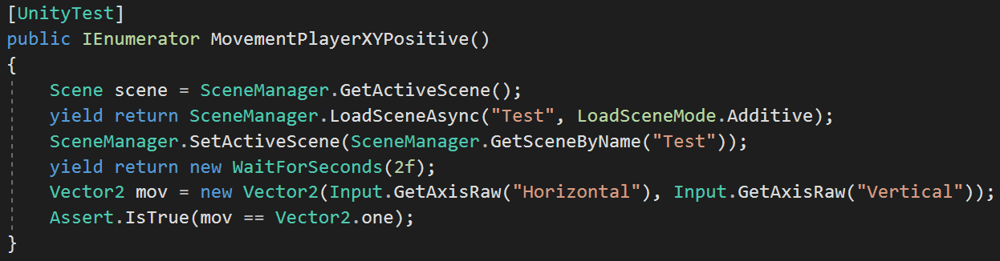 [UnityTest]
public IEnumerator MovementPlayerXYPositive()
{
    Scene scene = SceneManager.GetActiveScene();
    yield return SceneManager.LoadSceneAsync("Test", LoadSceneMode.Additive);
    SceneManager.SetActiveScene(SceneManager.GetSceneByName("Test"));
    yield return new WaitForSeconds(2f);
    Vector2 mov = new Vector2(Input.GetAxisRaw("Horizontal"), Input.GetAxisRaw("Vertical"));
    Assert.IsTrue(mov == Vector2.one);
}